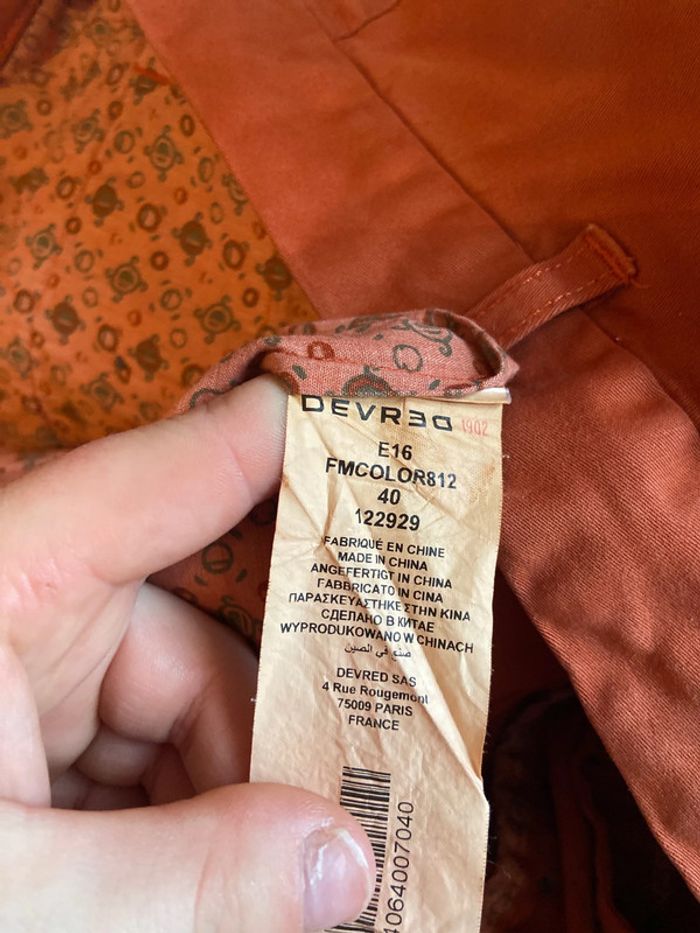 DEVRED 1902
E16
FMCOLOR812
40
122929
FABRIQUÉ EN CHINE
MADE IN CHINA
ANGEFERTIGT IN CHINA
FABBRICATO IN CINA
ΠΑΡΑΣΚΕΥΑΣΤΗΚΕ ΣΤΗΝ ΚΙΝΑ
СДЕЛАНО В КИТАЕ
WYPRODUKOWANO W CHINACH
صنع في الصين
DEVRED SAS
4 Rue Rougemont
75009 PARIS
FRANCE
4064007040